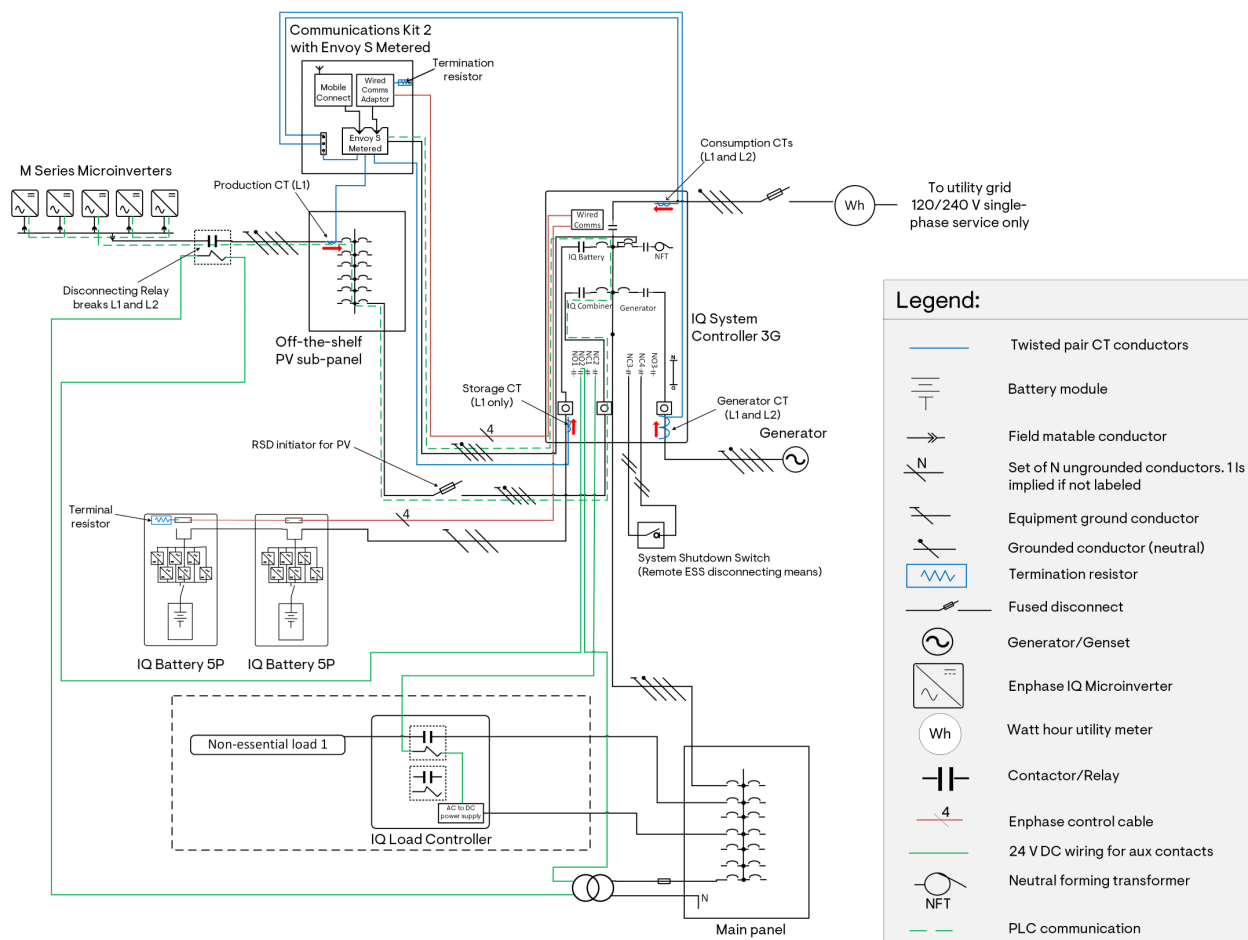 Communications Kit 2
with Envoy S Metered
Termination
resistor
Mobile
Connect
Wired
Comms
Adaptor
Envoy S
Metered
Consumption CTs
(L1 and L2)
M Series Microinverters
Production CT (L1)
Wh
To utility grid
120/240 V single-
phase service only
Wired
Comms
IQ Battery
NFT
Disconnecting Relay
breaks L1 and L2
IQ Combiner
Generator
IQ System
Controller 3G
Off-the-shelf
PV sub-panel
NO1
NO2
NC1
NC2
NC3
NC4
NO3
N
G
Storage CT
(L1 only)
Generator CT
(L1 and L2)
Generator
4
RSD initiator for PV
Terminal
resistor
4
System Shutdown Switch
(Remote ESS disconnecting means)
IQ Battery 5P
IQ Battery 5P
Non-essential load 1
AC to DC
power supply
IQ Load Controller
N
Main panel
Legend:
Twisted pair CT conductors
Battery module
Field matable conductor
N
Set of N ungrounded conductors. 1 Is
implied if not labeled
Equipment ground conductor
Grounded conductor (neutral)
Termination resistor
Fused disconnect
Generator/Genset
Enphase IQ Microinverter
Wh
Watt hour utility meter
Contactor/Relay
4
Enphase control cable
24 V DC wiring for aux contacts
Neutral forming transformer
NFT
PLC communication